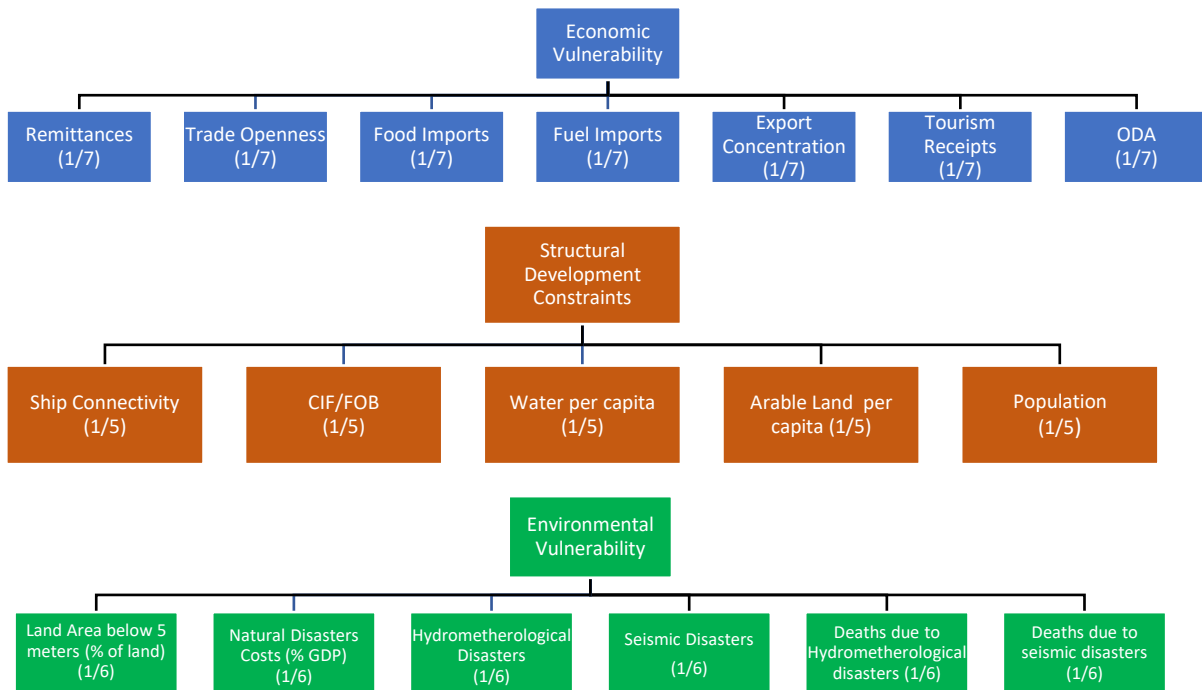 Economic
Vulnerability
Remittances
(1/7)
Trade Openness
(1/7)
Food Imports
(1/7)
Fuel Imports
(1/7)
Export
Concentration
(1/7)
Tourism
Receipts
(1/7)
ODA
(1/7)
Structural
Development
Constraints
Ship Connectivity
(1/5)
CIF/FOB
(1/5)
Water per capita
(1/5)
Arable Land per
capita (1/5)
Population
(1/5)
Environmental
Vulnerability
Land Area below 5
meters (% of land)
(1/6)
Natural Disasters
Costs (% GDP)
(1/6)
Hydrometherological
Disasters
(1/6)
Seismic Disasters
(1/6)
Deaths due to
Hydrometherological
disasters (1/6)
Deaths due to
seismic disasters
(1/6)